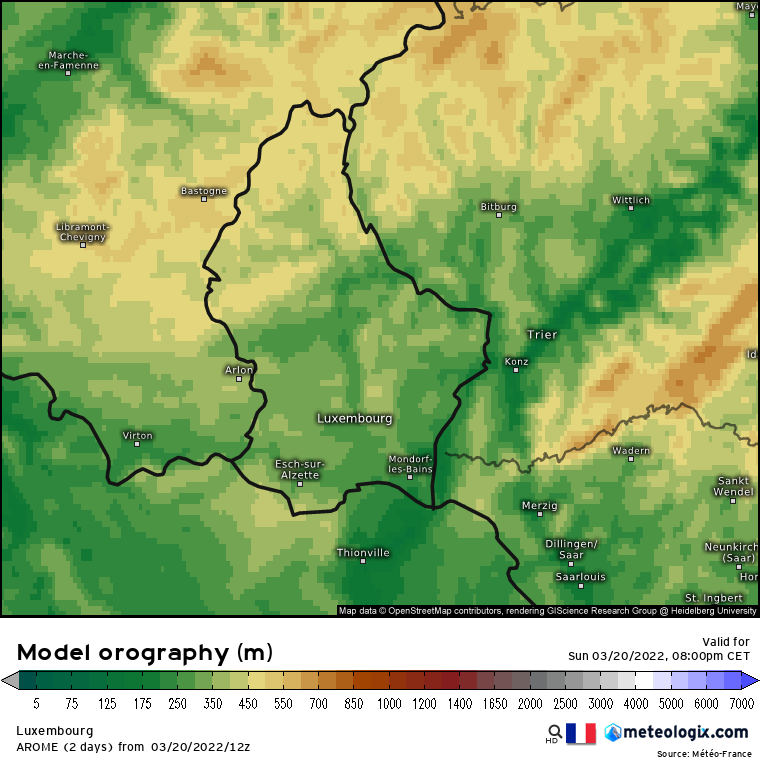 May
Marche-
en-Famenne
Bastogne
Libramont-
Chevigny
Bitburg
Wittlich
Trier
Id
Konz
Arlon
Luxembourg
Virton
Esch-sur-
Alzette
Mondorf-
les-Bains
Wadern
Sankt
Wendel
Merzig
Thionville
Dillingen/
Saar
Neunkirch
(Saar)
Saarlouis
Hor
St. Ingbert
Map data © OpenStreetMap contributors, rendering GIScience Research Group @ Heidelberg University
Model orography (m)
Valid for
Sun 03/20/2022, 08:00pm CET
5 75 125 175 250 350 450 550 700 850 1000 1200 1400 1650 2000 2500 3000 4000 5000 6000 7000
Luxembourg
AROME (2 days) from 03/20/2022/12z
HD
meteologix.com
Source: Météo-France